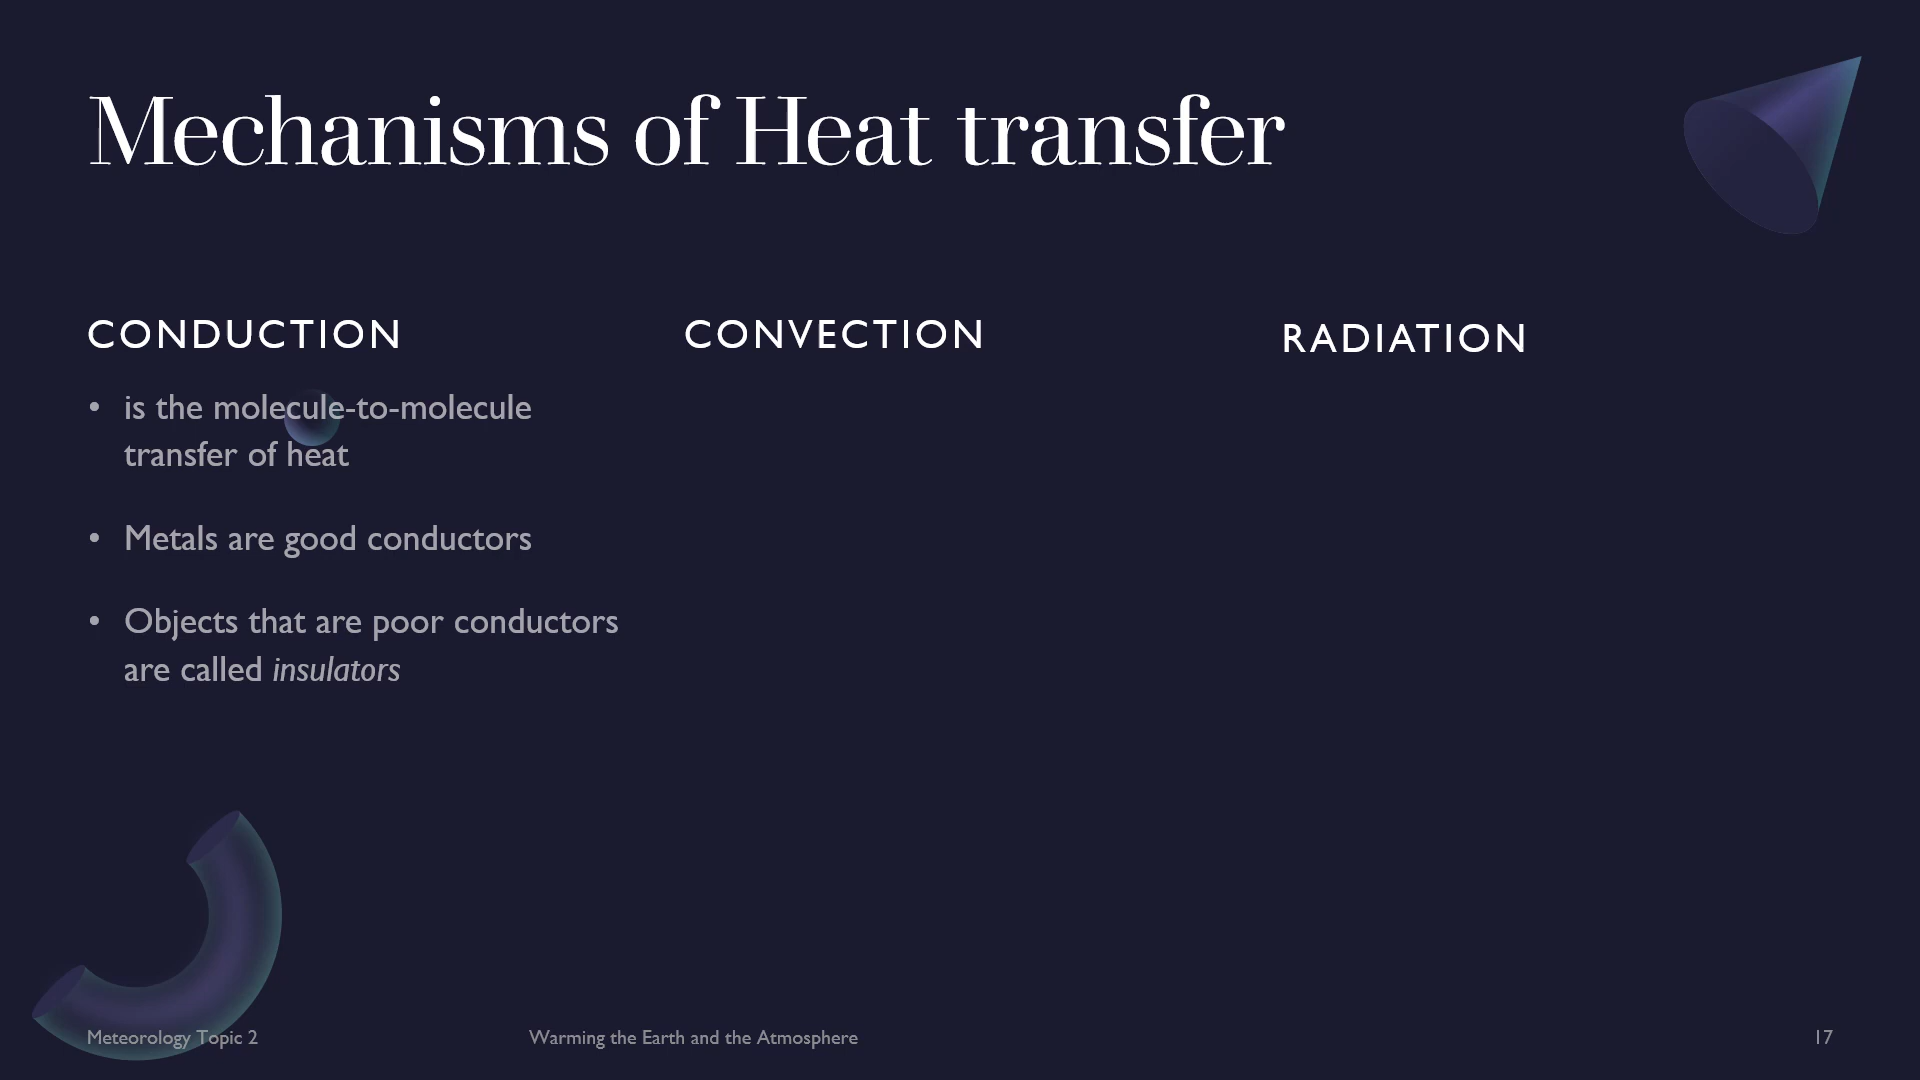 Mechanisms of Heat transfer
CONDUCTION
• is the molecule-to-molecule
transfer of heat
• Metals are good conductors
• Objects that are poor conductors
are called insulators
CONVECTION
RADIATION
Meteorology Topic 2
Warming the Earth and the Atmosphere
17